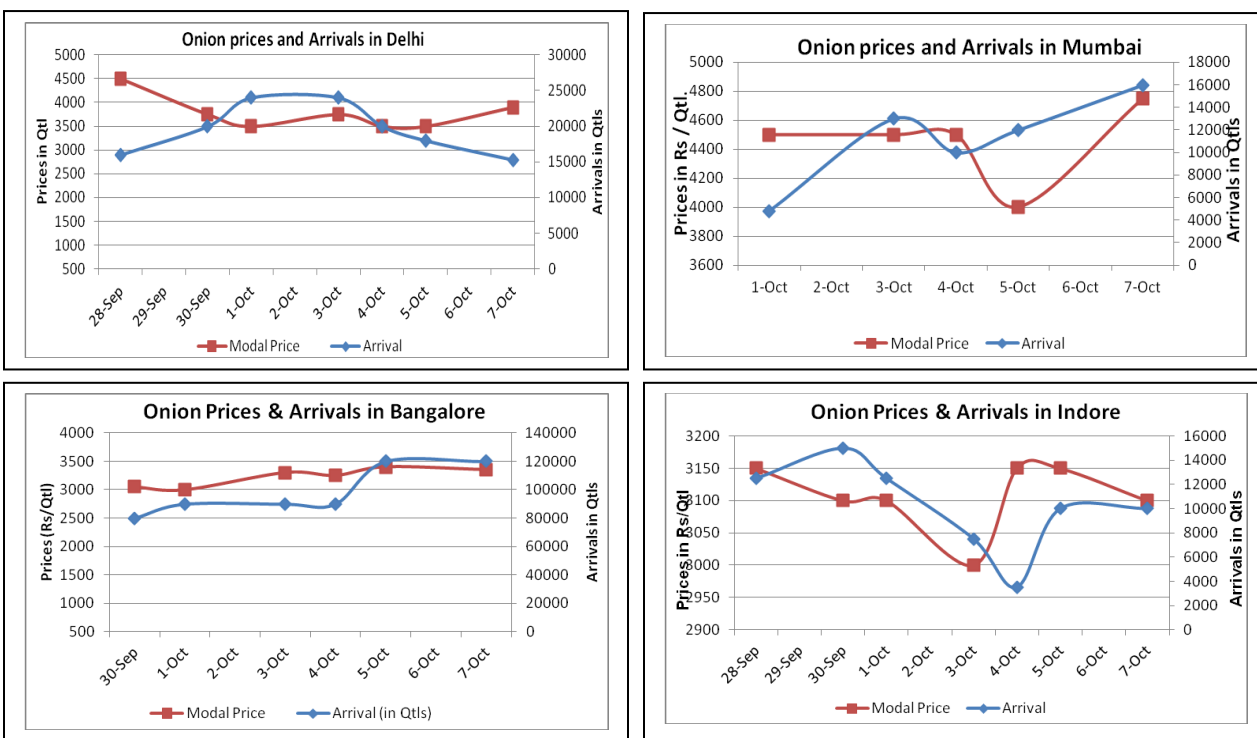 Onion prices and Arrivals in Delhi
Prices in Qtl
5000
4500
4000
3500
3000
2500
2000
1500
1000
500
30000
25000
20000
15000
10000
5000
0
Arrivals in Qtls
28-Sep
29-Sep
30-Sep
1-Oct
2-Oct
3-Oct
4-Oct
5-Oct
6-Oct
7-Oct
Modal Price
Arrival
Onion prices and Arrivals in Mumbai
Prices in Rs / Qtl.
5000
4800
4600
4400
4200
4000
3800
3600
18000
16000
14000
12000
10000
8000
6000
4000
2000
0
Arrivals in Qtls
1-Oct
2-Oct
3-Oct
4-Oct
5-Oct
6-Oct
7-Oct
Modal Price
Arrival
Onion Prices & Arrivals in Bangalore
Prices (Rs/Qtl)
4000
3500
3000
2500
2000
1500
1000
500
140000
120000
100000
80000
60000
40000
20000
0
Arrivals in Qtls
30-Sep
1-Oct
2-Oct
3-Oct
4-Oct
5-Oct
6-Oct
7-Oct
Modal Price
Arrival (in Qtls)
Onion Prices & Arrivals in Indore
Prices in Rs/Qtl
3200
3150
3100
3050
3000
2950
2900
16000
14000
12000
10000
8000
6000
4000
2000
0
Arrivals in Qtls
28-Sep
29-Sep
30-Sep
1-Oct
2-Oct
3-Oct
4-Oct
5-Oct
6-Oct
7-Oct
Modal Price
Arrival